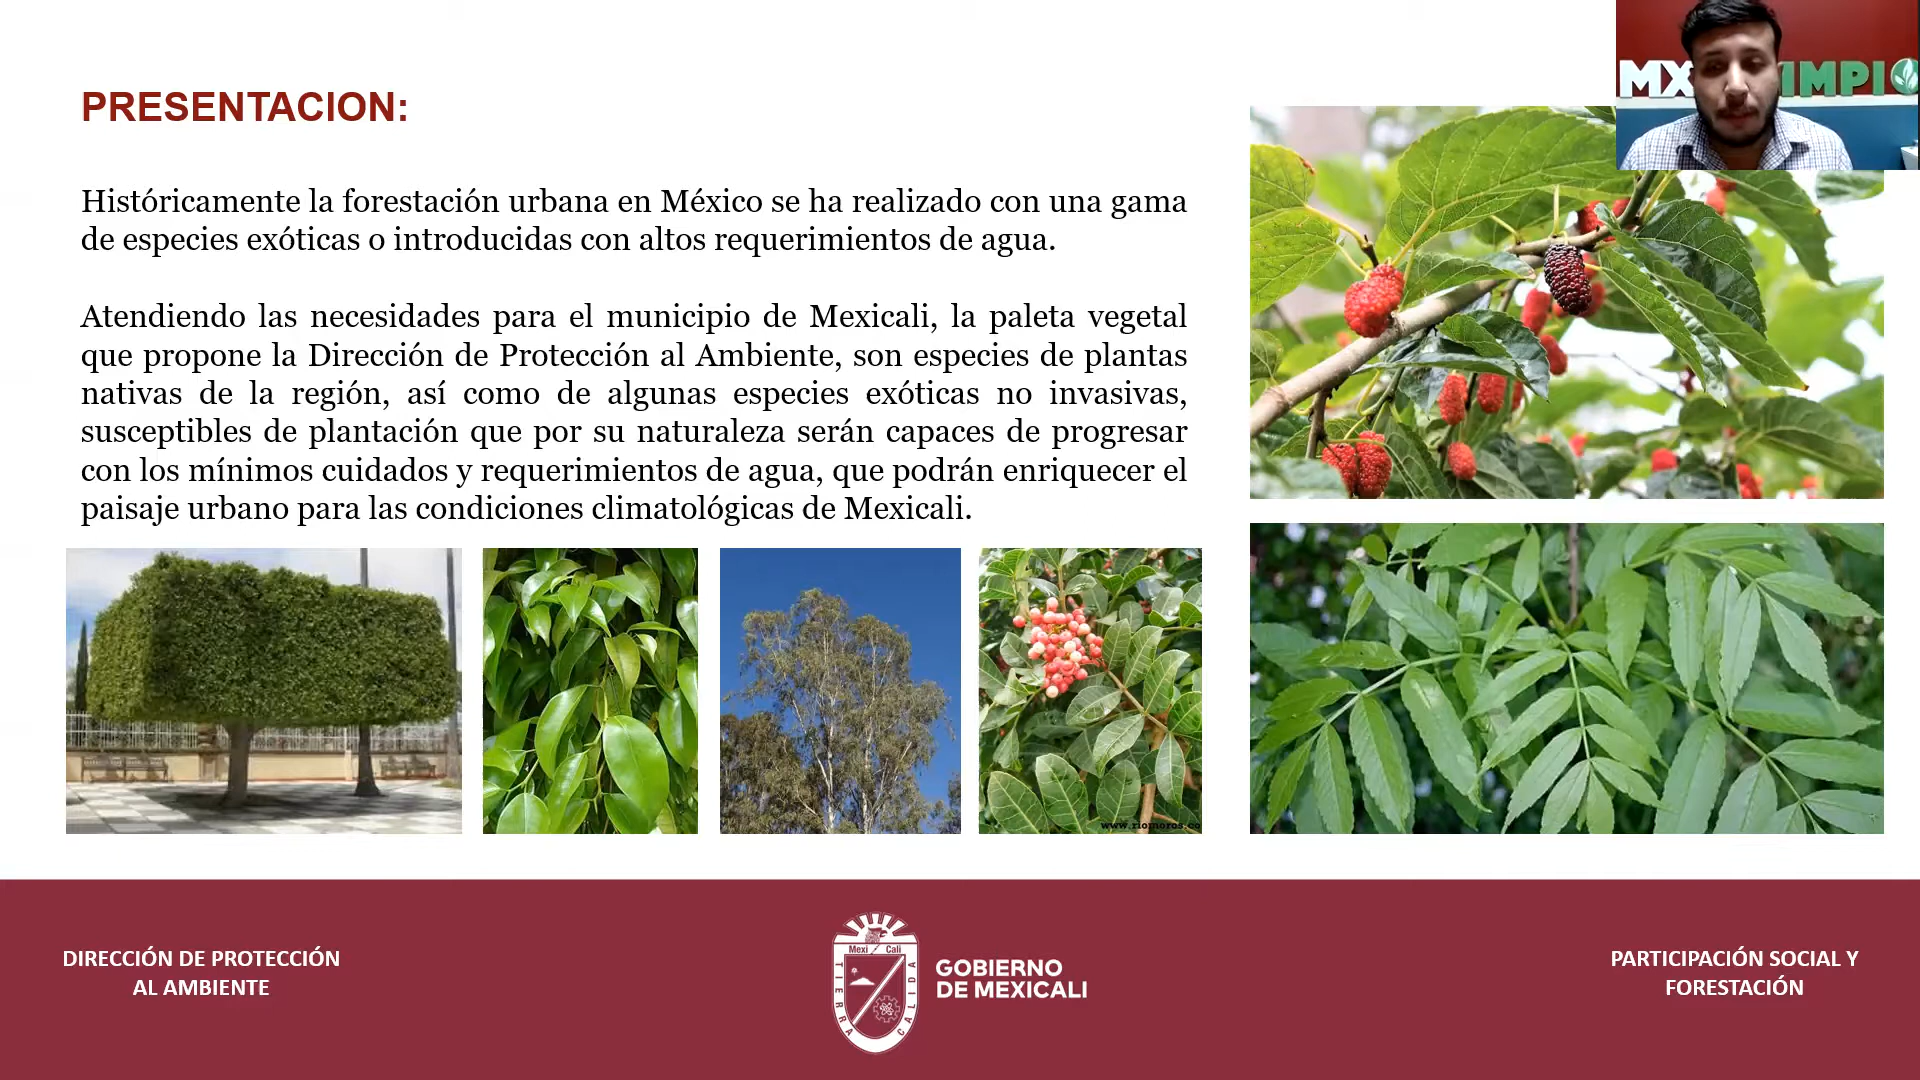 PRESENTACION:
Históricamente la forestación urbana en México se ha realizado con una gama
de especies exóticas o introducidas con altos requerimientos de agua.
Atendiendo las necesidades para el municipio de Mexicali, la paleta vegetal
que propone la Dirección de Protección al Ambiente, son especies de plantas
nativas de la región, así como de algunas especies exóticas no invasivas,
susceptibles de plantación que por su naturaleza serán capaces de progresar
con los mínimos cuidados y requerimientos de agua, que podrán enriquecer el
paisaje urbano para las condiciones climatológicas de Mexicali.
MX
IMPI
www.riomoros.co
DIRECCIÓN DE PROTECCIÓN
AL AMBIENTE
Mexi Cali
TIERRA
CALIDA
GOBIERNO
DE MEXICALI
PARTICIPACIÓN SOCIAL Y
FORESTACIÓN